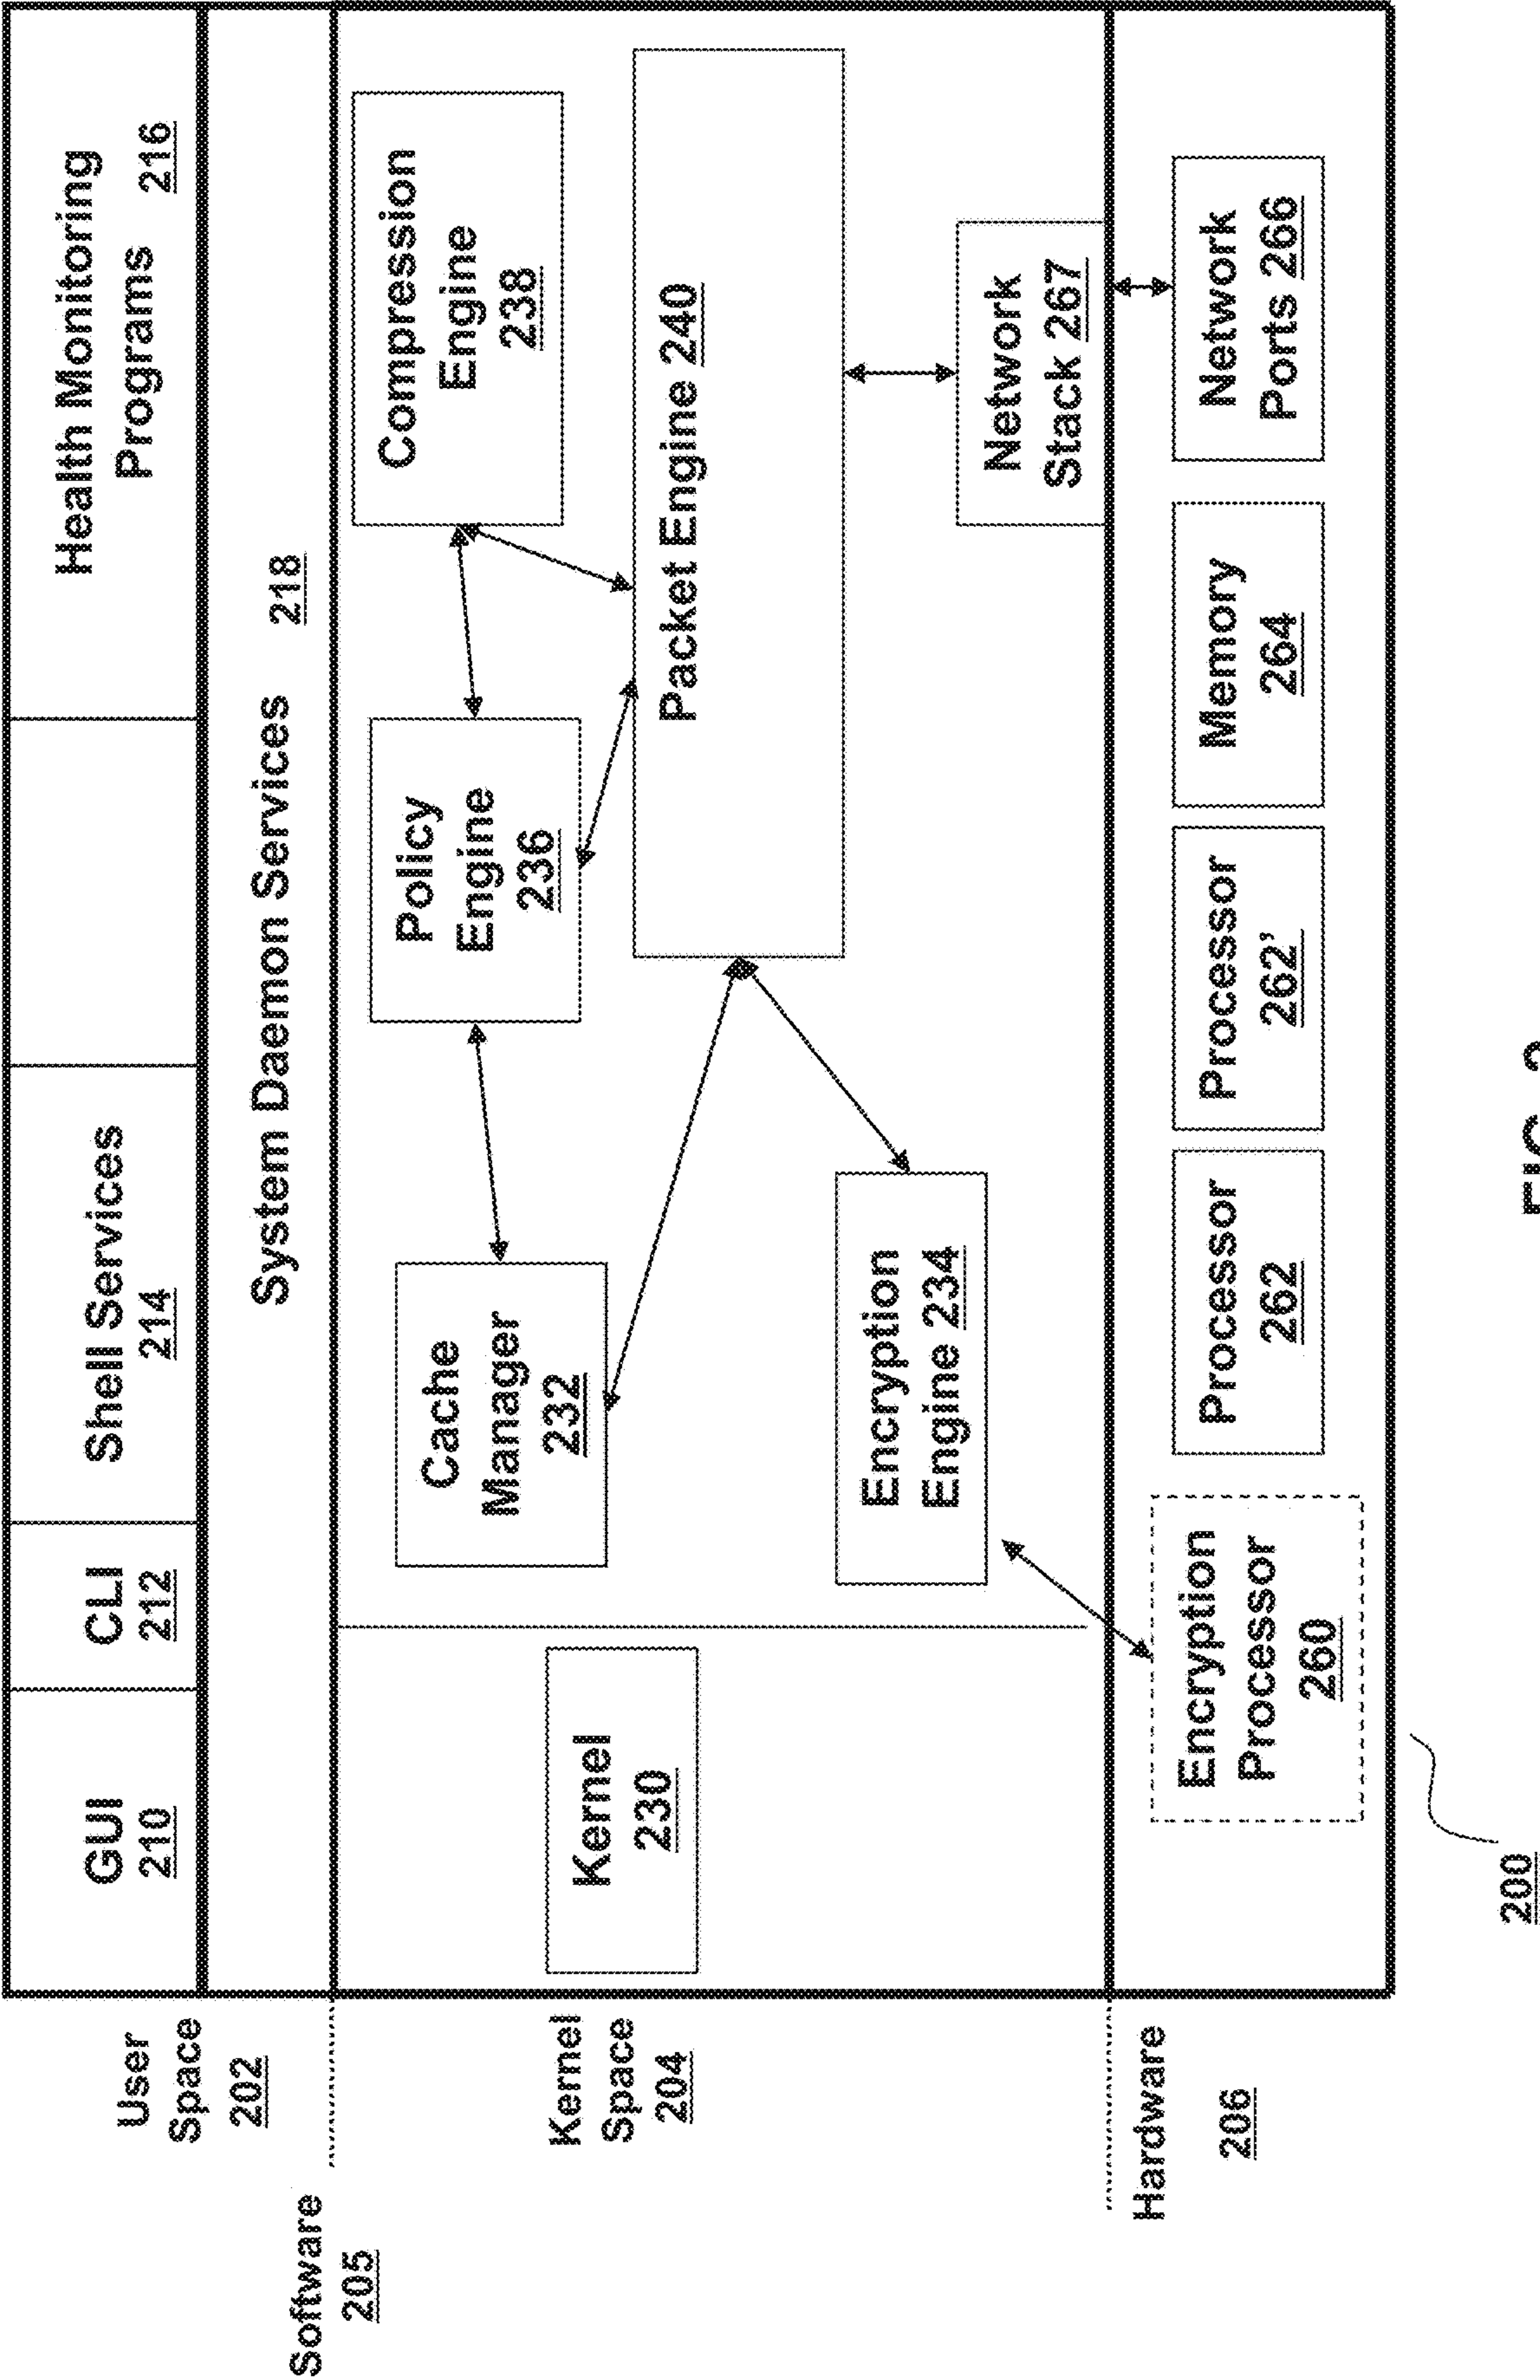 User
Space
202
Software
205
Kernel
Space
204
Hardware
206
GUI
210
CLI
212
Shell Services
214
Health Monitoring
Programs 216
System Daemon Services 218
Kernel
230
Cache
Manager
232
Policy
Engine
236
Compression
Engine
238
Encryption
Engine 234
Packet Engine 240
Network
Stack 267
Encryption
Processor
260
Processor
262
Processor
262’
Memory
264
Network
Ports 266
200